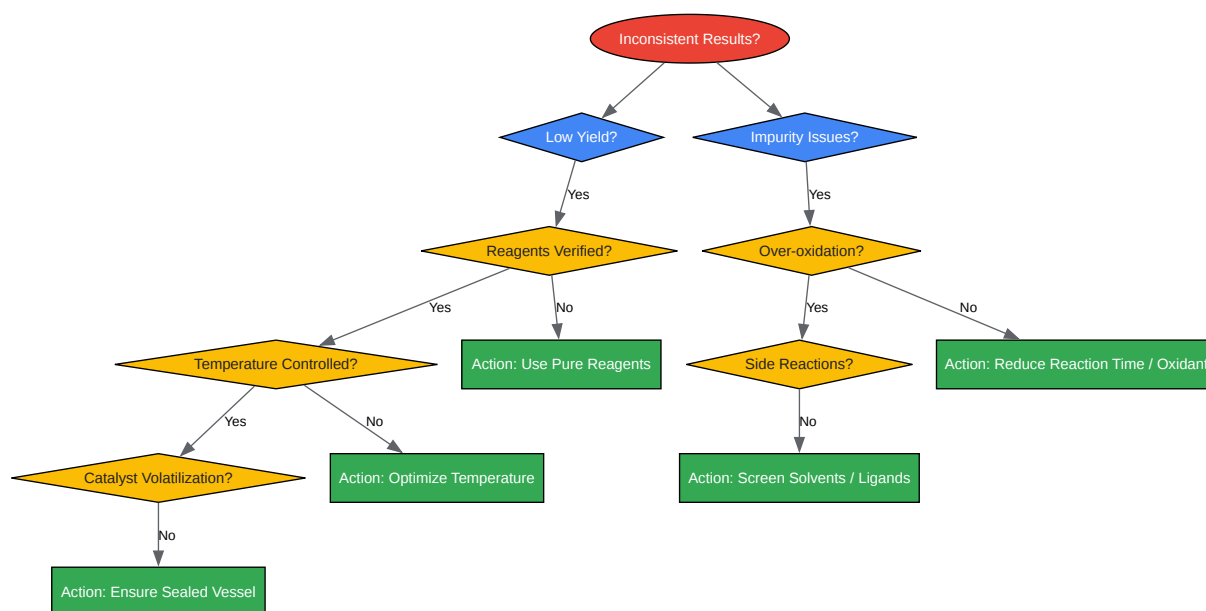 Inconsistent Results?
Low Yield?
Impurity Issues?
Yes
Yes
Reagents Verified?
Over-oxidation?
Yes
No
Yes
No
Temperature Controlled?
Action: Use Pure Reagents
Side Reactions?
Action: Reduce Reaction Time / Oxidant
Yes
No
No
Catalyst Volatilization?
Action: Optimize Temperature
Action: Screen Solvents / Ligands
No
Action: Ensure Sealed Vessel